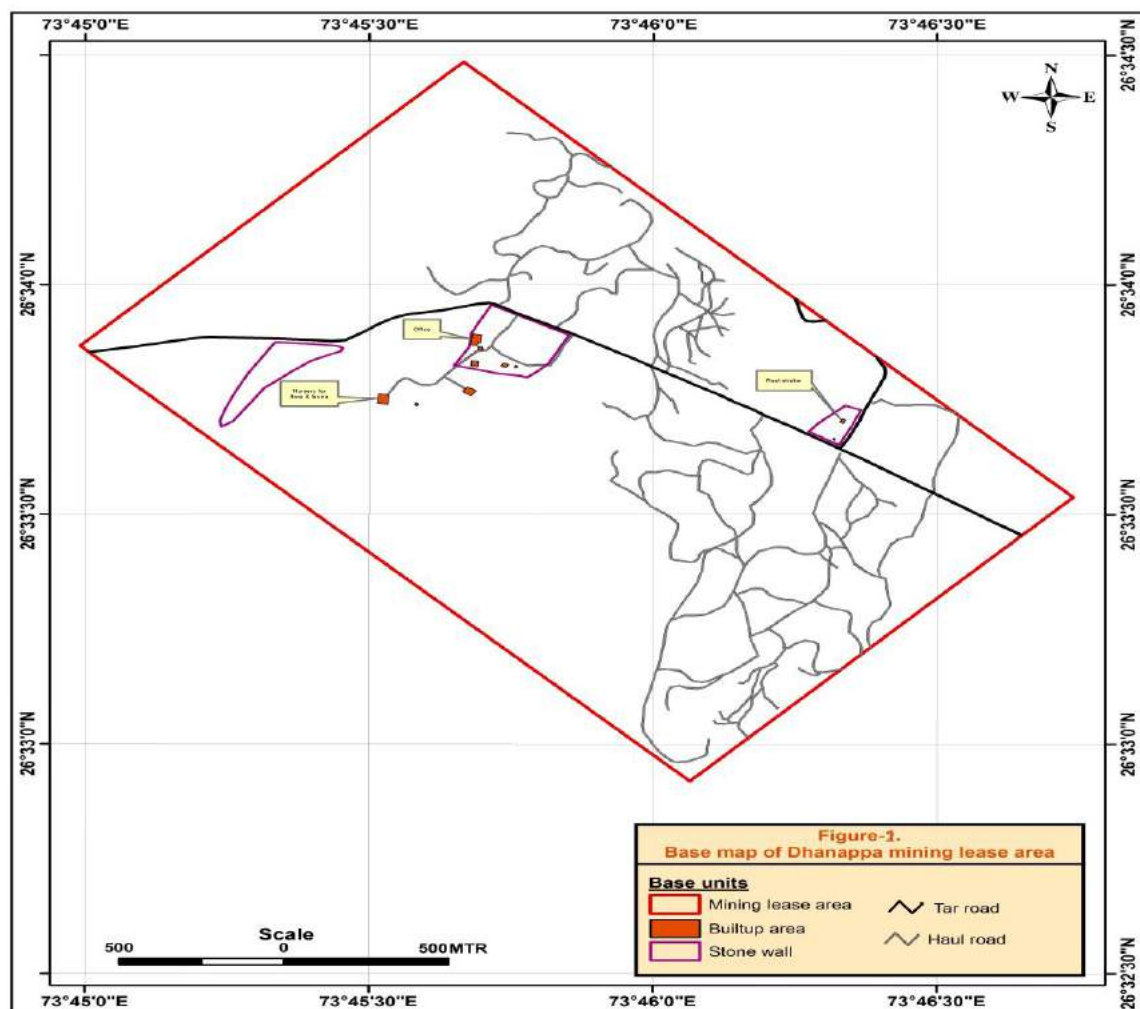 73°45'0"E 73°45'30"E 73°46'0"E 73°46'30"E
26°34'30"N
N
W E
S
26°34'0"N 26°34'0"N
Office
26°33'30"N 26°33'30"N
26°33'0"N 26°33'0"N
Figure-1.
Base map of Dhanappa mining lease area
Base units
Mining lease area
Builtup area
Stone wall
Tar road
Haul road
Scale
500 0 500 MTR
26°32'30"N
73°45'0"E 73°45'30"E 73°46'0"E 73°46'30"E